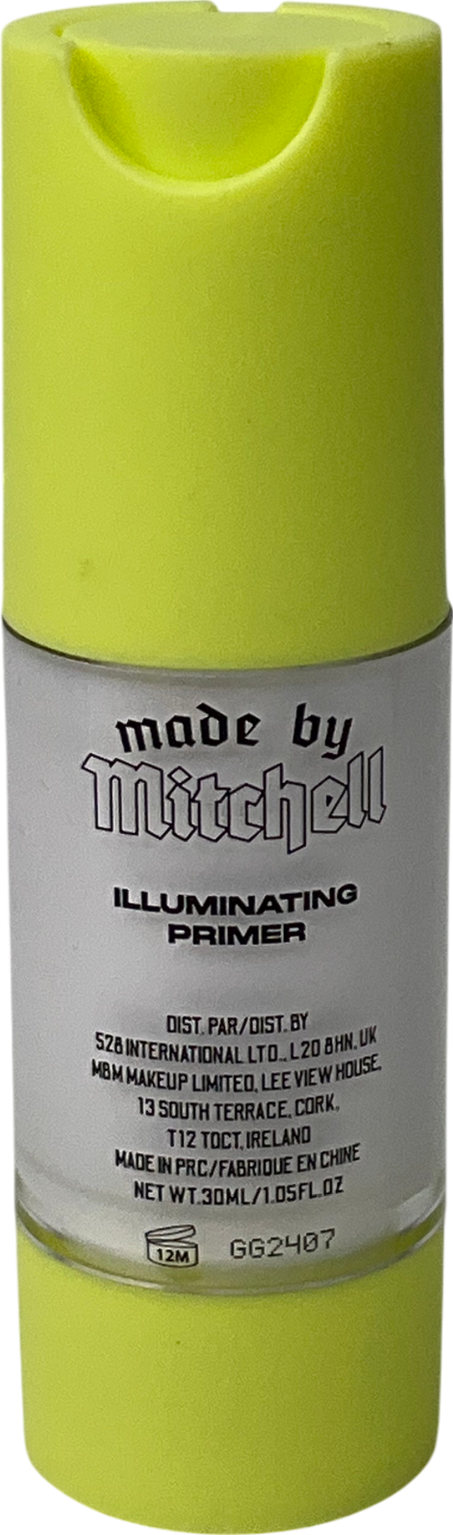 made by
Mitchell
ILLUMINATING
PRIMER
DIST. PAR/DIST. BY
S28 INTERNATIONAL LTD., L20 8HN, UK
MBM MAKEUP LIMITED, LEE VIEW HOUSE,
13 SOUTH TERRACE, CORK,
T12 T0CT, IRELAND
MADE IN PRC/FABRIQUE EN CHINE
NET WT.30ML/1.05FL.OZ
12M GG2407